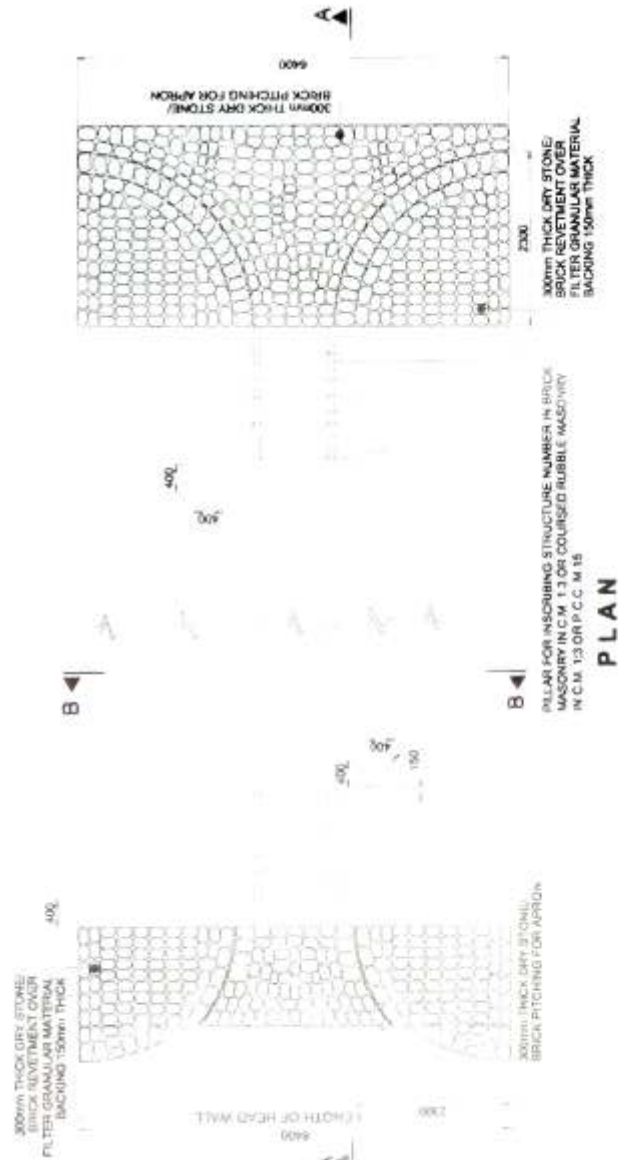 A
6400
300mm THICK DRY STONE/
BRICK PITCHING FOR APRON
2300
300mm THICK DRY STONE/
BRICK REVETMENT OVER
FILTER GRANULAR MATERIAL
BACKING 150mm THICK
400
400
B
B
PILLAR FOR INSCRIBING STRUCTURE NUMBER IN BRICK
MASONRY IN C.M. 1:3 OR COURSED RUBBLE MASONRY
IN C.M. 1:3 OR P.C.C. M 15
PLAN
400
400
150
400
300mm THICK DRY STONE/
BRICK REVETMENT OVER
FILTER GRANULAR MATERIAL
BACKING 150mm THICK
300mm THICK DRY STONE/
BRICK PITCHING FOR APRON
LENGTH OF HEAD WALL
6400
2300